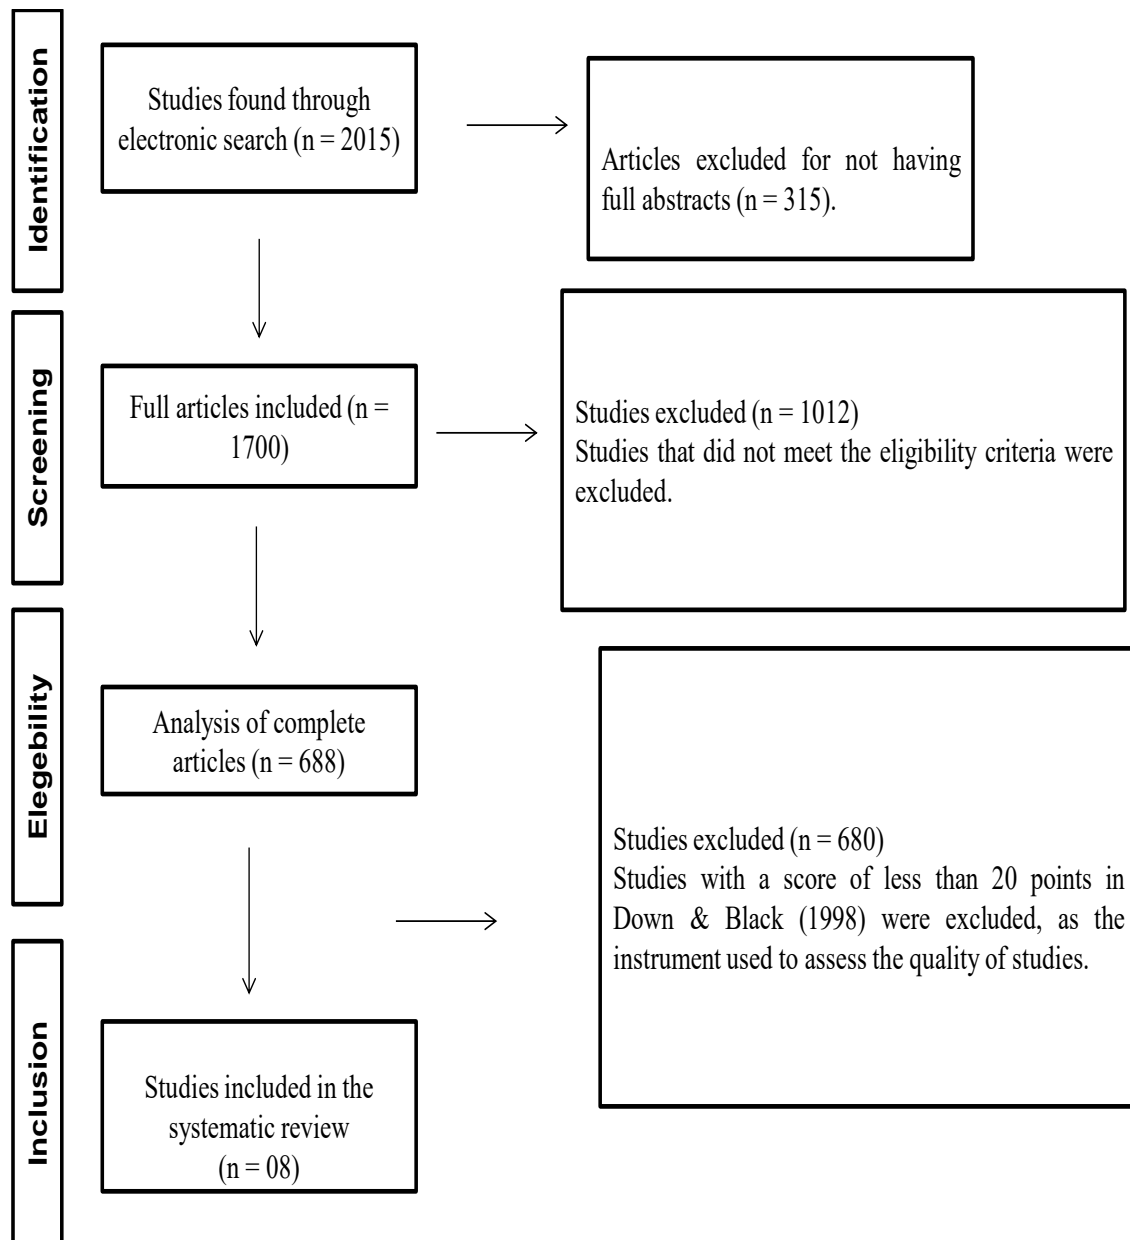 Identification
Studies found through
electronic search (n = 2015)
Articles excluded for not having
full abstracts (n = 315).
Screening
Full articles included (n =
1700)
Studies excluded (n = 1012)
Studies that did not meet the eligibility criteria were
excluded.
Elegebility
Analysis of complete
articles (n = 688)
Studies excluded (n = 680)
Studies with a score of less than 20 points in
Down & Black (1998) were excluded, as the
instrument used to assess the quality of studies.
Inclusion
Studies included in the
systematic review
(n = 08)